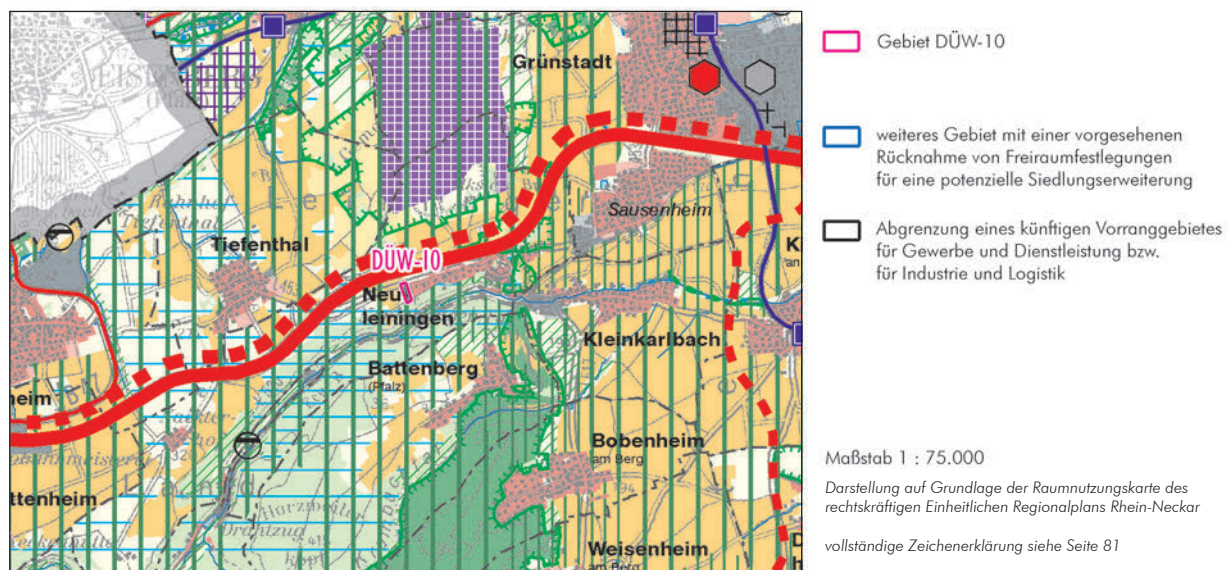 Grünstadt
Sausenheim
Tiefenthal
DÜW-10
Neu
leiningen
Kleinkarlbach
Battenberg
(Pfalz)
heim
Bobenheim
am Berg
ttenheim
Weisenheim
am Berg
Gebiet DÜW-10
weiteres Gebiet mit einer vorgesehenen
Rücknahme von Freiraumfestlegungen
für eine potenzielle Siedlungserweiterung
Abgrenzung eines künftigen Vorranggebietes
für Gewerbe und Dienstleistung bzw.
für Industrie und Logistik
Maßstab 1 : 75.000
Darstellung auf Grundlage der Raumnutzungskarte des
rechtskräftigen Einheitlichen Regionalplans Rhein-Neckar
vollständige Zeichenerklärung siehe Seite 81